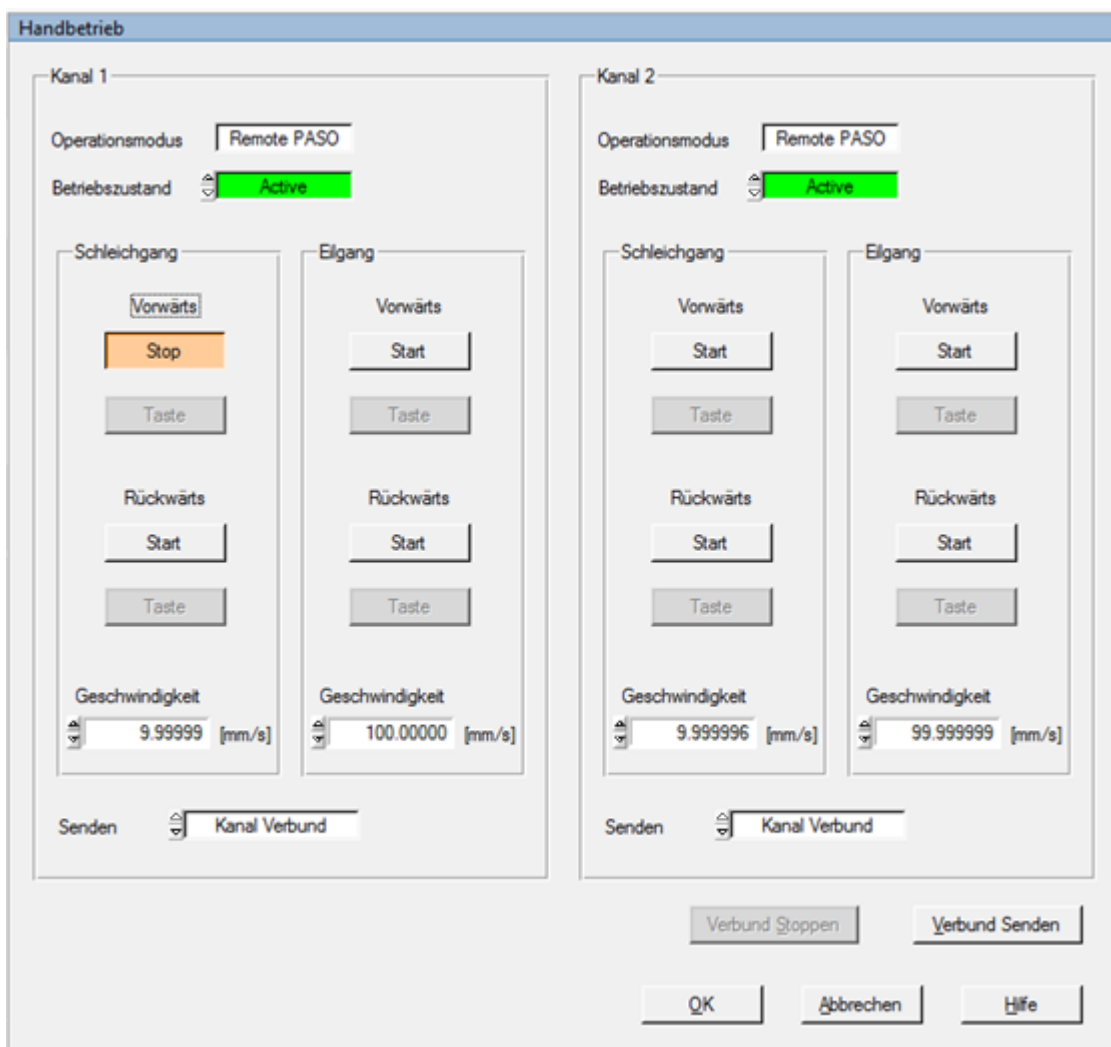 Handbetrieb
Kanal 1
Operationsmodus Remote PASO
Betriebszustand Active
Schleichgang
Vorwärts
Stop
Taste
Rückwärts
Start
Taste
Geschwindigkeit
9.99999 [mm/s]
Eilgang
Vorwärts
Start
Taste
Rückwärts
Start
Taste
Geschwindigkeit
100.00000 [mm/s]
Senden Kanal Verbund
Kanal 2
Operationsmodus Remote PASO
Betriebszustand Active
Schleichgang
Vorwärts
Start
Taste
Rückwärts
Start
Taste
Geschwindigkeit
9.999996 [mm/s]
Eilgang
Vorwärts
Start
Taste
Rückwärts
Start
Taste
Geschwindigkeit
99.999999 [mm/s]
Senden Kanal Verbund
Verbund Stoppen Verbund Senden
OK Abbrechen Hilfe